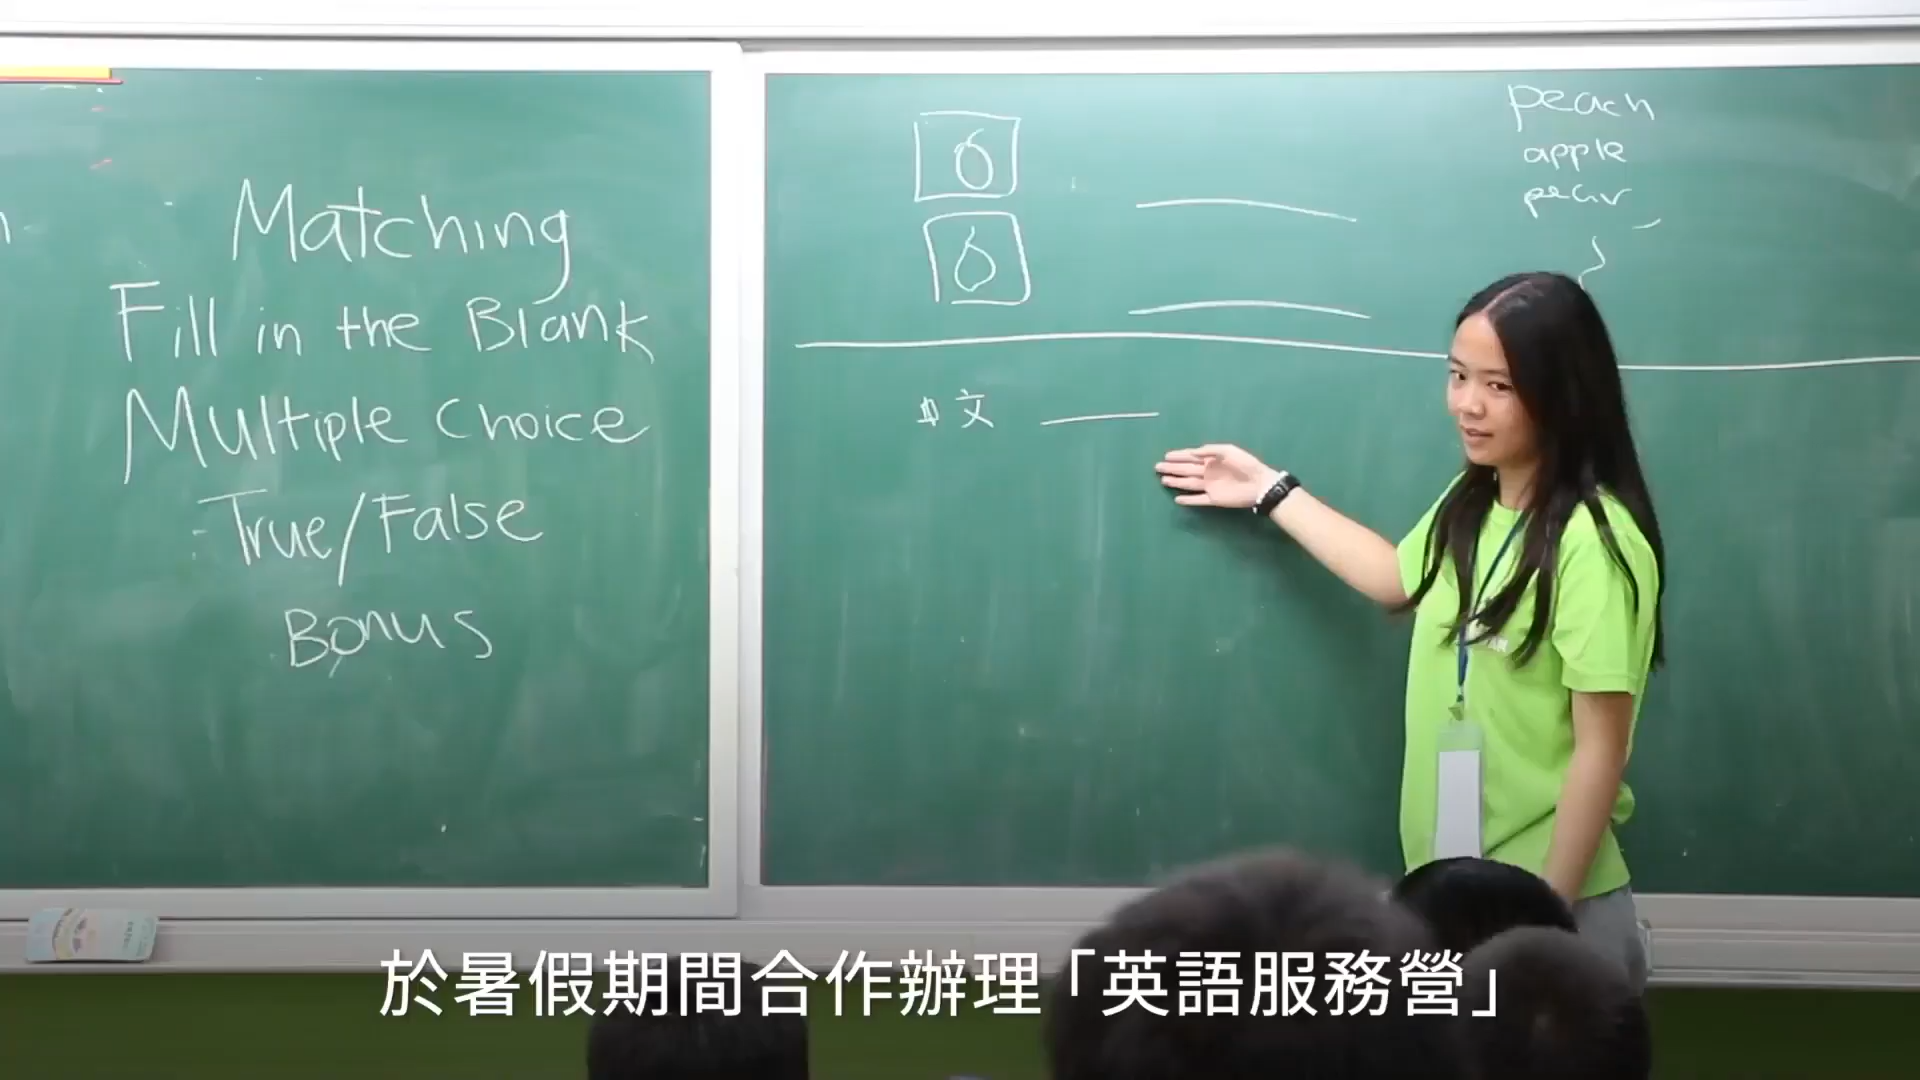 Matching
Fill in the Blank
Multiple Choice
True/False
Bonus
peach
apple
pear
中文
於暑假期間合作辦理「英語服務營」